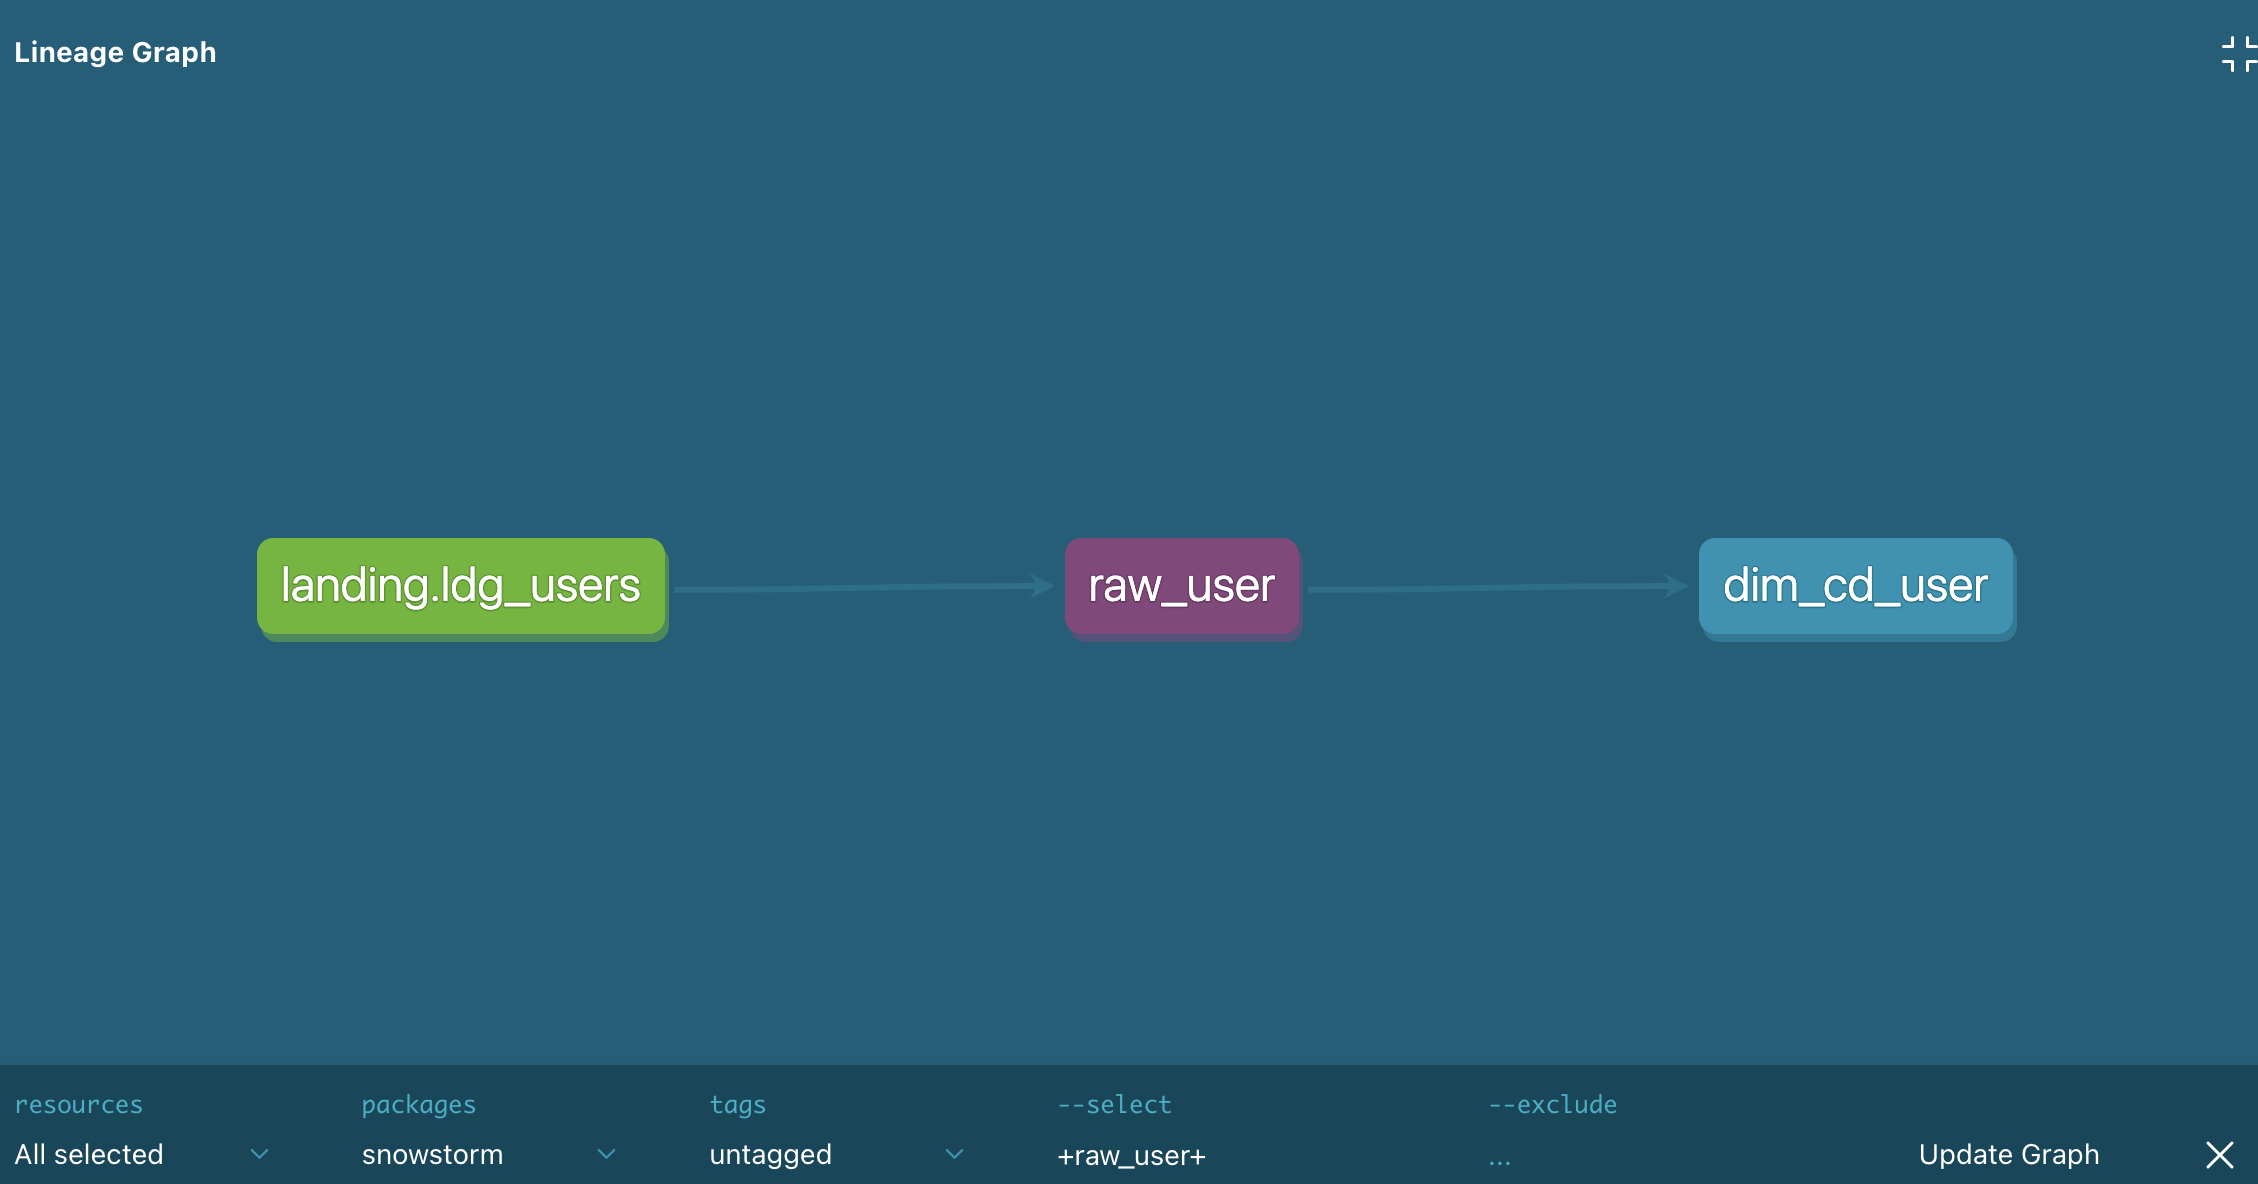 Lineage Graph
landing.ldg_users
raw_user
dim_cd_user
resources
packages
tags
--select
--exclude
All selected
snowstorm
untagged
+raw_user+
...
Update Graph